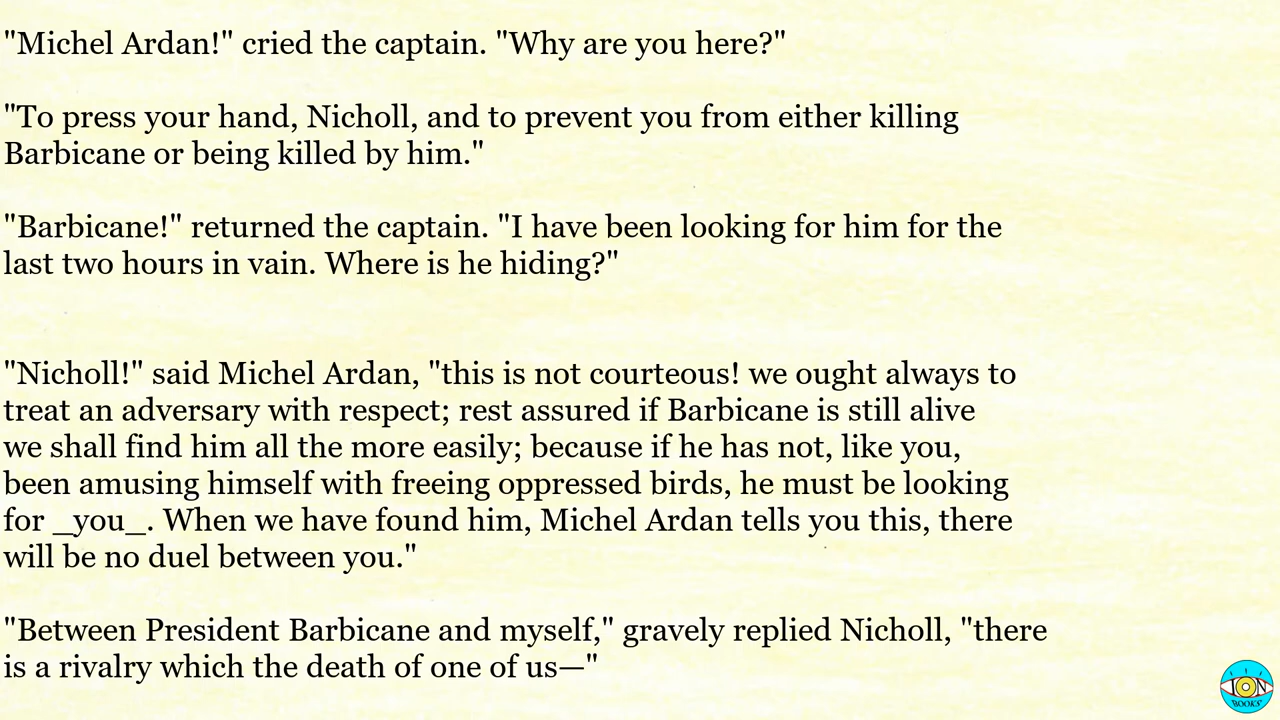 "Michel Ardan!" cried the captain. "Why are you here?"
"To press your hand, Nicholl, and to prevent you from either killing
Barbicane or being killed by him."
"Barbicane!" returned the captain. "I have been looking for him for the
last two hours in vain. Where is he hiding?"
"Nicholl!" said Michel Ardan, "this is not courteous! we ought always to
treat an adversary with respect; rest assured if Barbicane is still alive
we shall find him all the more easily; because if he has not, like you,
been amusing himself with freeing oppressed birds, he must be looking
for _you_. When we have found him, Michel Ardan tells you this, there
will be no duel between you."
"Between President Barbicane and myself," gravely replied Nicholl, "there
is a rivalry which the death of one of us—"
ION
BOOKS